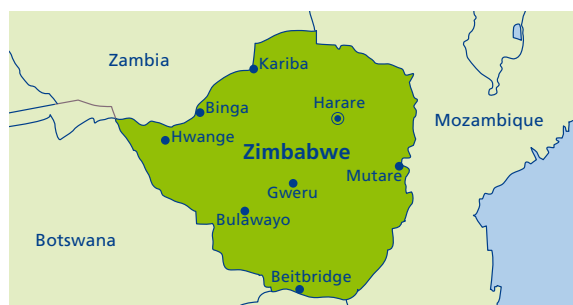 Zambia
Kariba
Binga
Harare
Mozambique
Hwange
Zimbabwe
Mutare
Gweru
Bulawayo
Botswana
Beitbridge